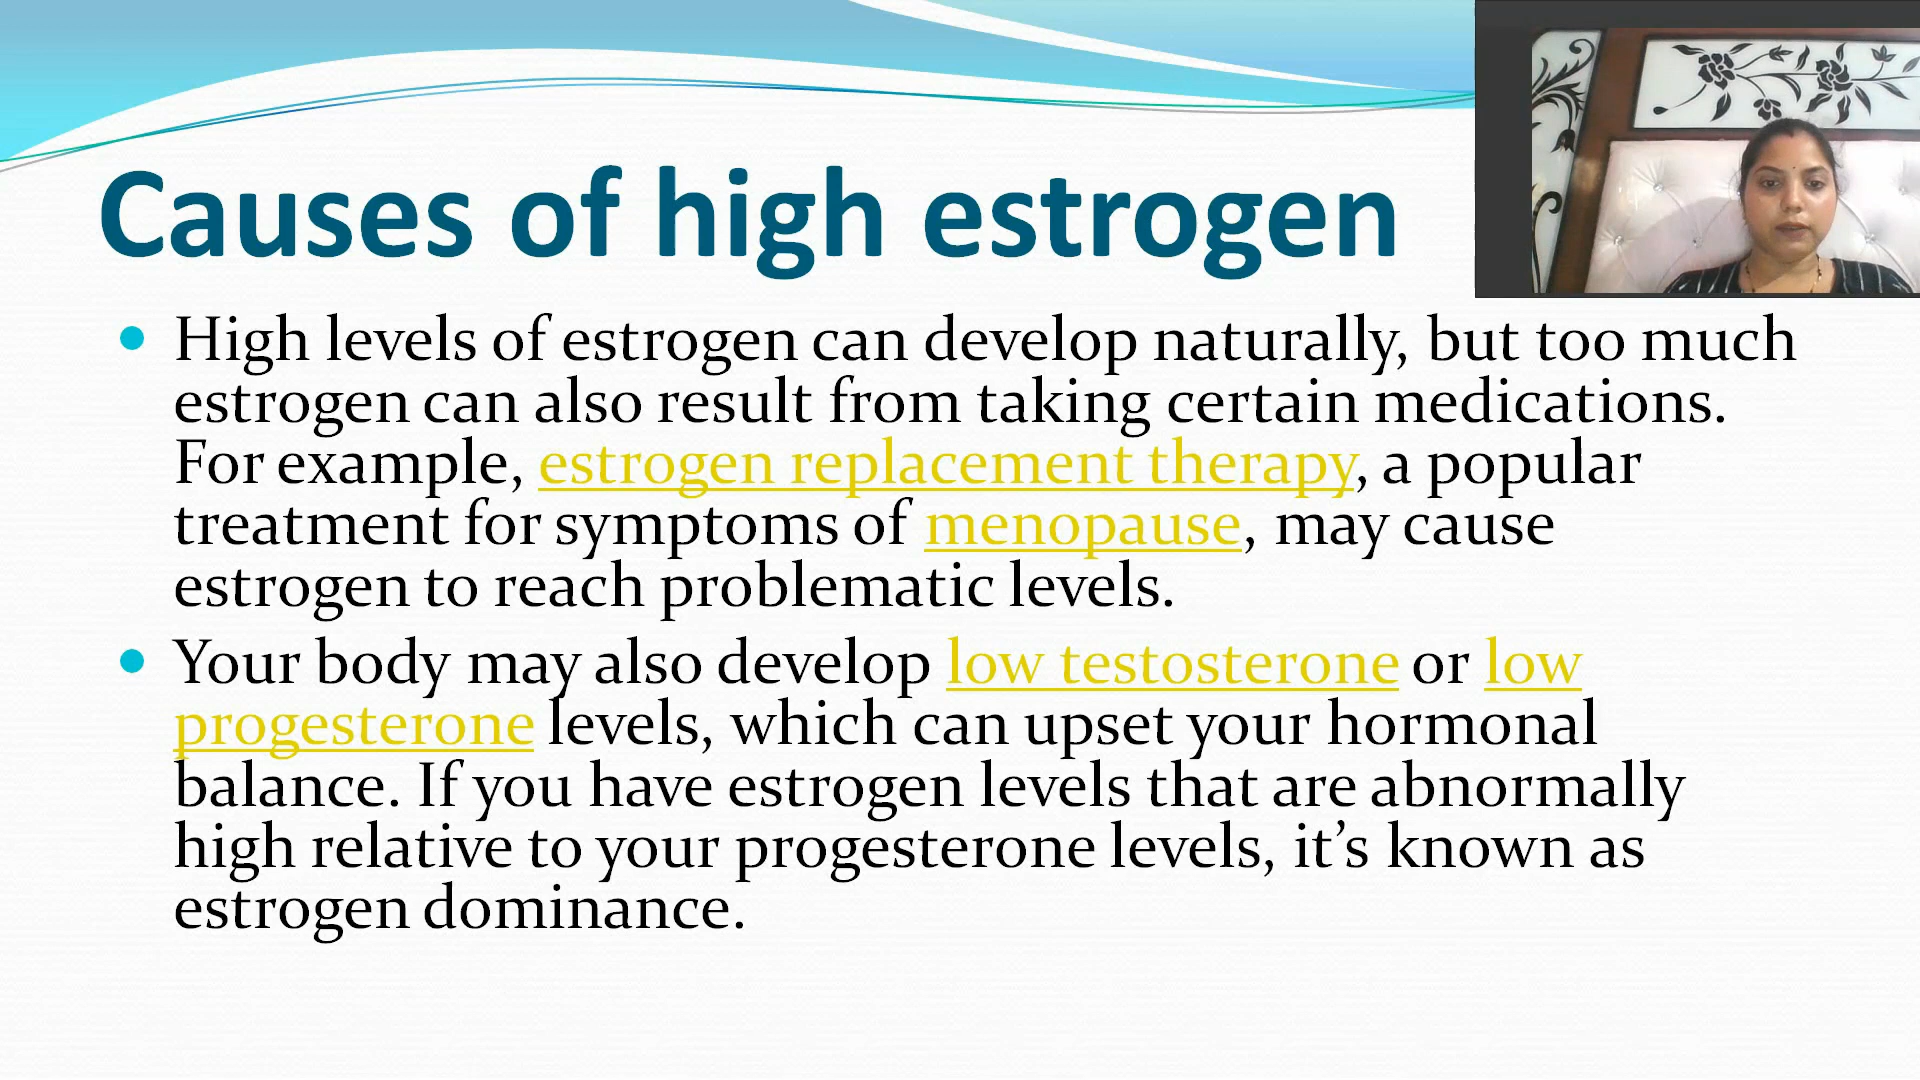 Causes of high estrogen
High levels of estrogen can develop naturally, but too much
estrogen can also result from taking certain medications.
For example, estrogen replacement therapy, a popular
treatment for symptoms of menopause, may cause
estrogen to reach problematic levels.
Your body may also develop low testosterone or low
progesterone levels, which can upset your hormonal
balance. If you have estrogen levels that are abnormally
high relative to your progesterone levels, it’s known as
estrogen dominance.